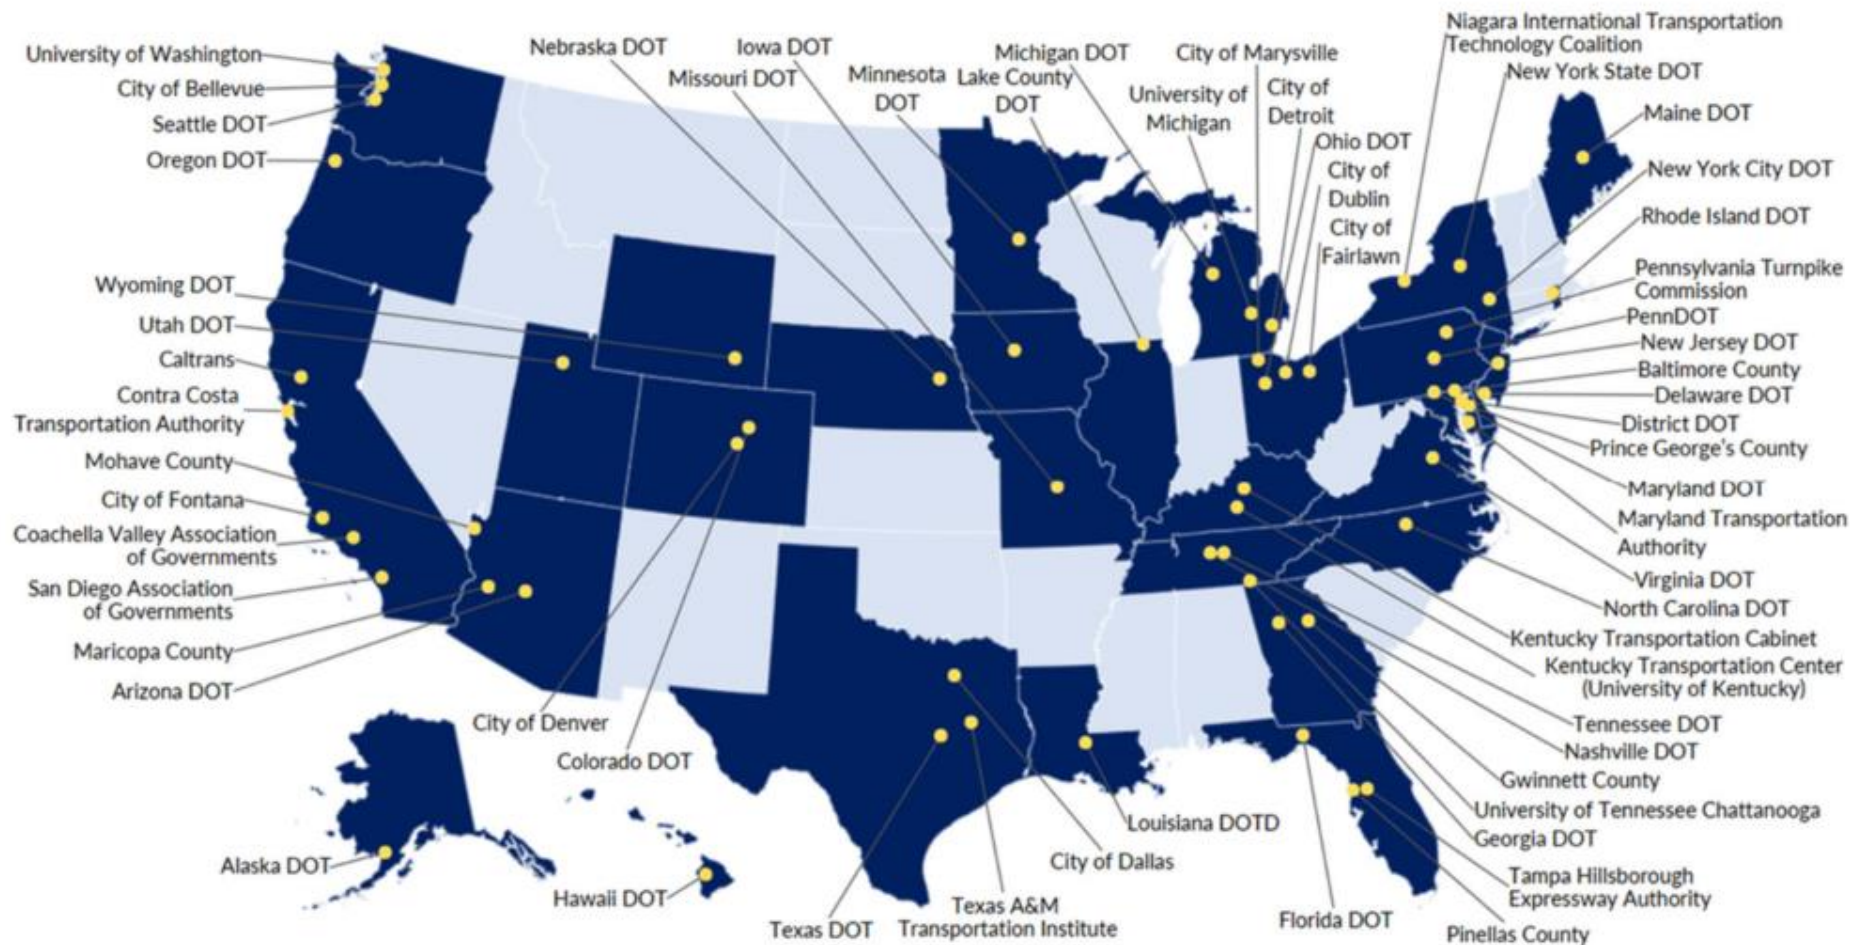 University of Washington
City of Bellevue
Seattle DOT
Oregon DOT
Wyoming DOT
Utah DOT
Caltrans
Contra Costa
Transportation Authority
Mohave County
City of Fontana
Coachella Valley Association
of Governments
San Diego Association
of Governments
Maricopa County
Arizona DOT
Nebraska DOT
Missouri DOT
Iowa DOT
Minnesota
DOT
Lake County
DOT
Michigan DOT
University of
Michigan
City of Marysville
City of
Detroit
Ohio DOT
City of
Dublin
City of
Fairlawn
Niagara International Transportation
Technology Coalition
New York State DOT
Maine DOT
New York City DOT
Rhode Island DOT
Pennsylvania Turnpike
Commission
PennDOT
New Jersey DOT
Baltimore County
Delaware DOT
District DOT
Prince George's County
Maryland DOT
Maryland Transportation
Authority
Virginia DOT
North Carolina DOT
Kentucky Transportation Cabinet
Kentucky Transportation Center
(University of Kentucky)
Tennessee DOT
Nashville DOT
Gwinnett County
University of Tennessee Chattanooga
Georgia DOT
Tampa Hillsborough
Expressway Authority
Pinellas County
Florida DOT
Louisiana DOTD
City of Dallas
Texas A&M
Transportation Institute
Texas DOT
City of Denver
Colorado DOT
Alaska DOT
Hawaii DOT